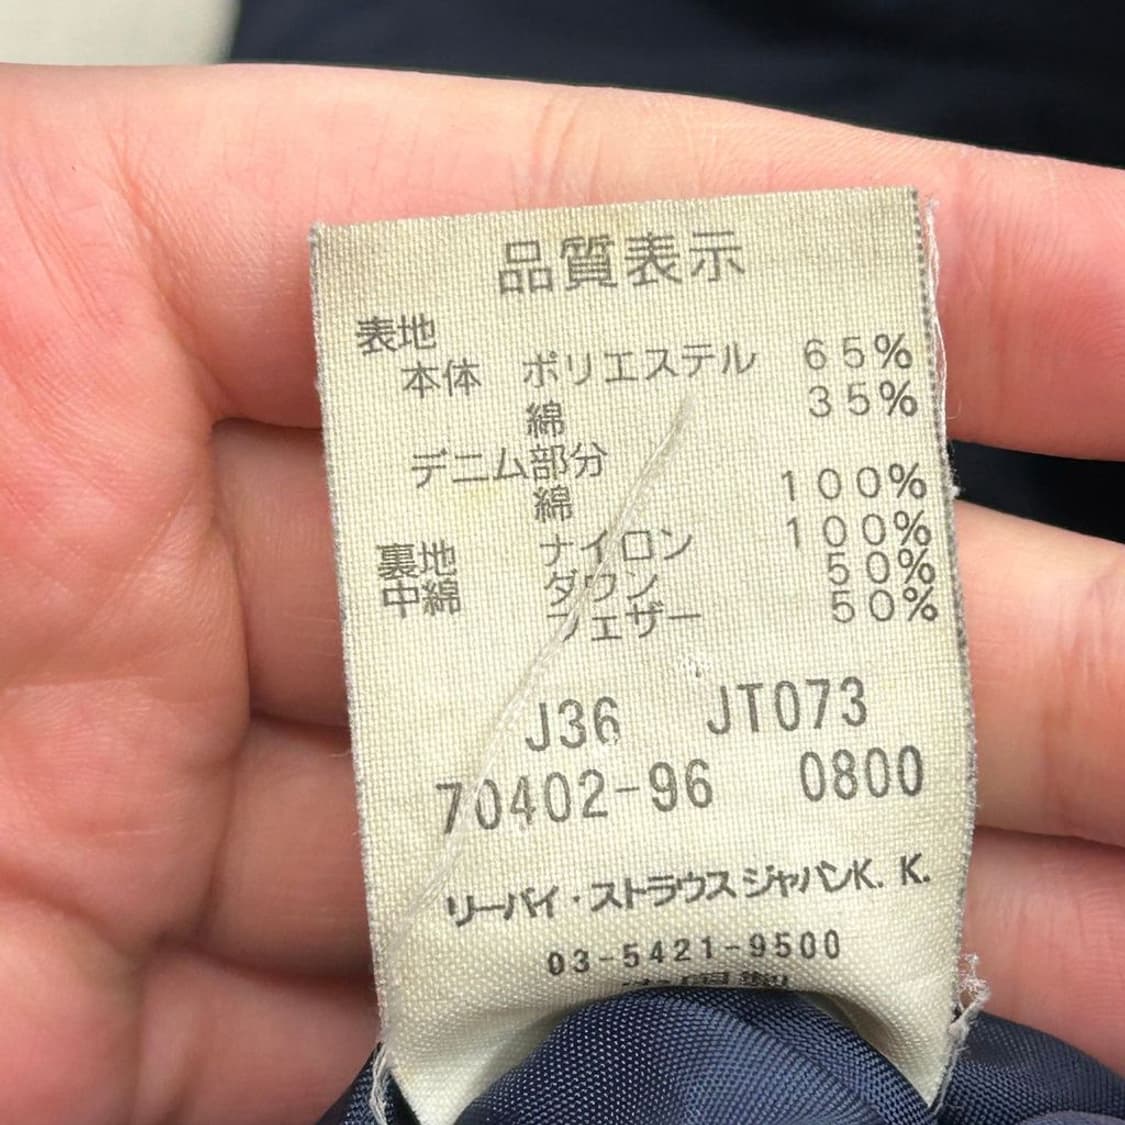 品質表示
表地
本体 ポリエステル 65%
綿 35%
デニム部分
綿 100%
裏地 ナイロン 100%
中綿 ダウン 50%
フェザー 50%
J36 JT073
70402-96 0800
リーバイ・ストラウス ジャパンK. K.
03-5421-9500